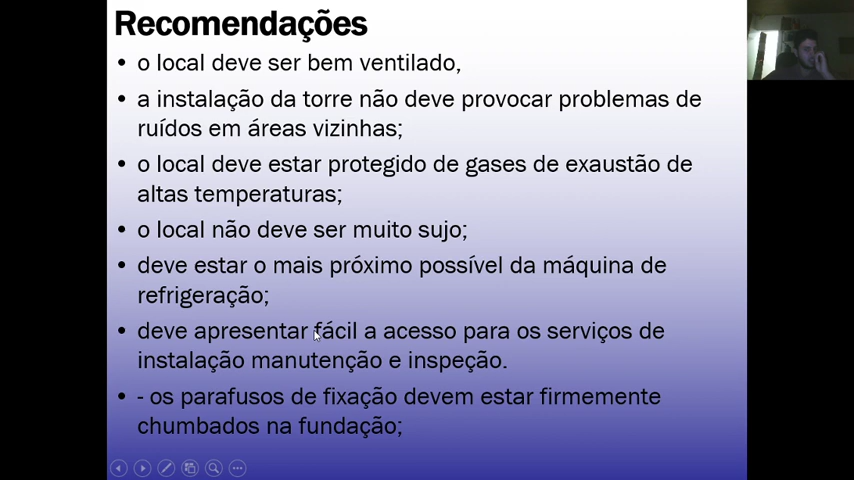 Recomendações
• o local deve ser bem ventilado,
• a instalação da torre não deve provocar problemas de
ruídos em áreas vizinhas;
• o local deve estar protegido de gases de exaustão de
altas temperaturas;
• o local não deve ser muito sujo;
• deve estar o mais próximo possível da máquina de
refrigeração;
• deve apresentar fácil a acesso para os serviços de
instalação manutenção e inspeção.
• - os parafusos de fixação devem estar firmemente
chumbados na fundação;